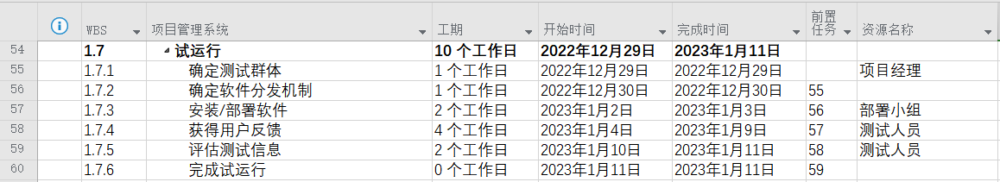 WBS 项目管理系统 工期 开始时间 完成时间 前置任务 资源名称
54 1.7 试运行 10 个工作日 2022年12月29日 2023年1月11日
55 1.7.1 确定测试群体 1 个工作日 2022年12月29日 2022年12月29日 项目经理
56 1.7.2 确定软件分发机制 1 个工作日 2022年12月30日 2022年12月30日 55
57 1.7.3 安装/部署软件 2 个工作日 2023年1月2日 2023年1月3日 56 部署小组
58 1.7.4 获得用户反馈 4 个工作日 2023年1月4日 2023年1月9日 57 测试人员
59 1.7.5 评估测试信息 2 个工作日 2023年1月10日 2023年1月11日 58 测试人员
60 1.7.6 完成试运行 0 个工作日 2023年1月11日 2023年1月11日 59